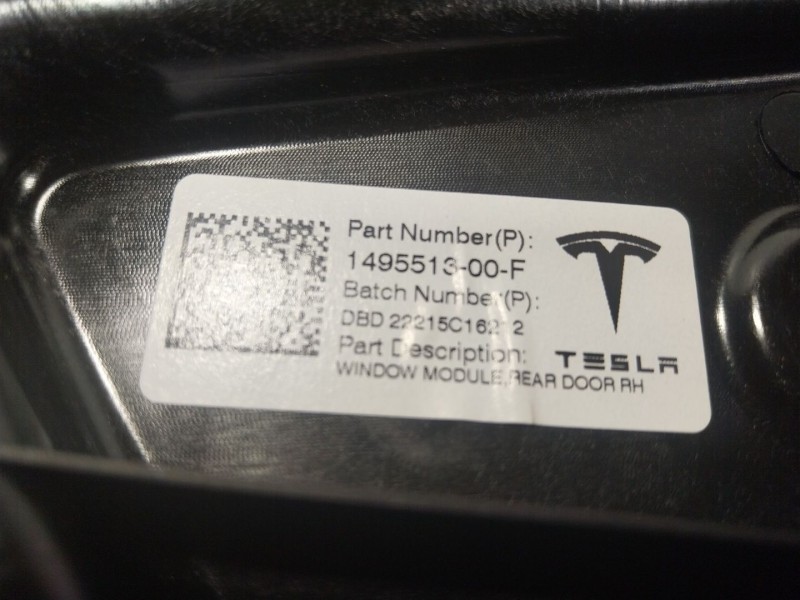 Part Number(P):
1495513-00-F
Batch Number(P):
DBD
Part Description:
WINDOW MODULE,REAR DOOR RH
TESLA